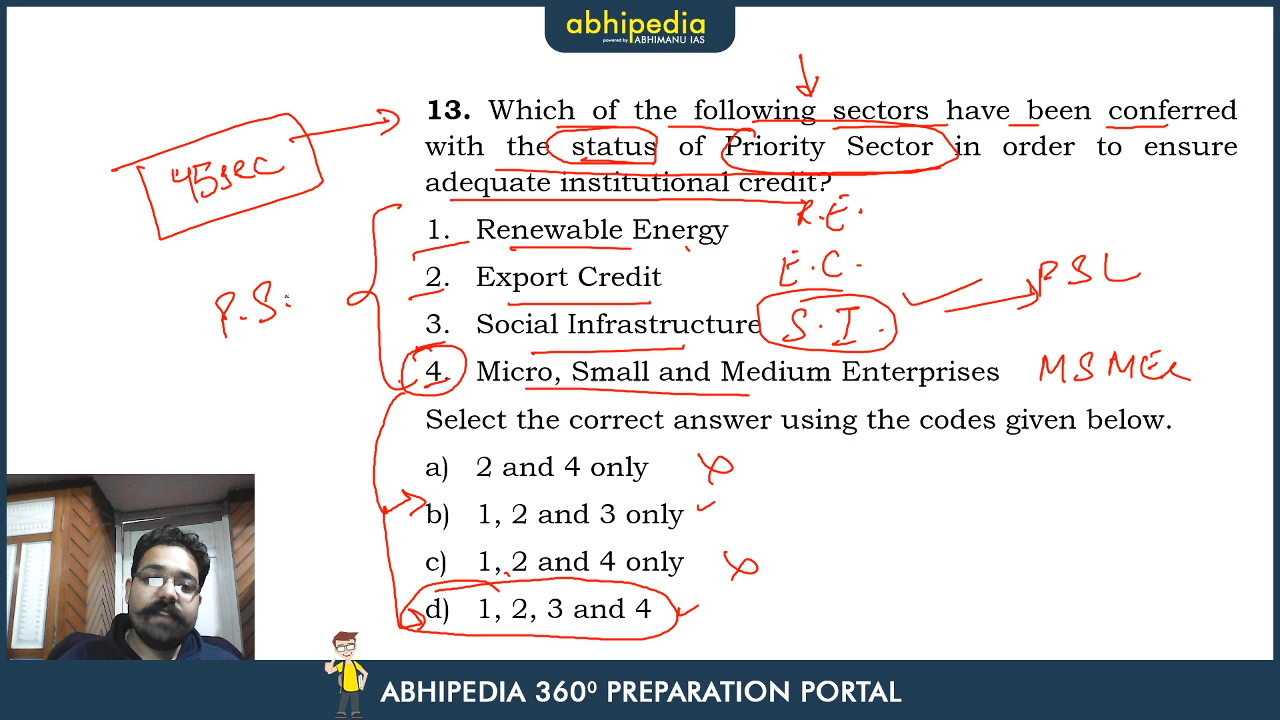 abhipedia
powered by ABHIMANU IAS
13. Which of the following sectors have been conferred
with the status of Priority Sector in order to ensure
adequate institutional credit?
45sec
1. Renewable Energy
R.E.
2. Export Credit
E.C.
P.S.
3. Social Infrastructure
S.I.
PSL
4. Micro, Small and Medium Enterprises
Select the correct answer using the codes given below.
a) 2 and 4 only
b) 1, 2 and 3 only
c) 1, 2 and 4 only
d) 1, 2, 3 and 4
ABHIPEDIA 360⁰ PREPARATION PORTAL